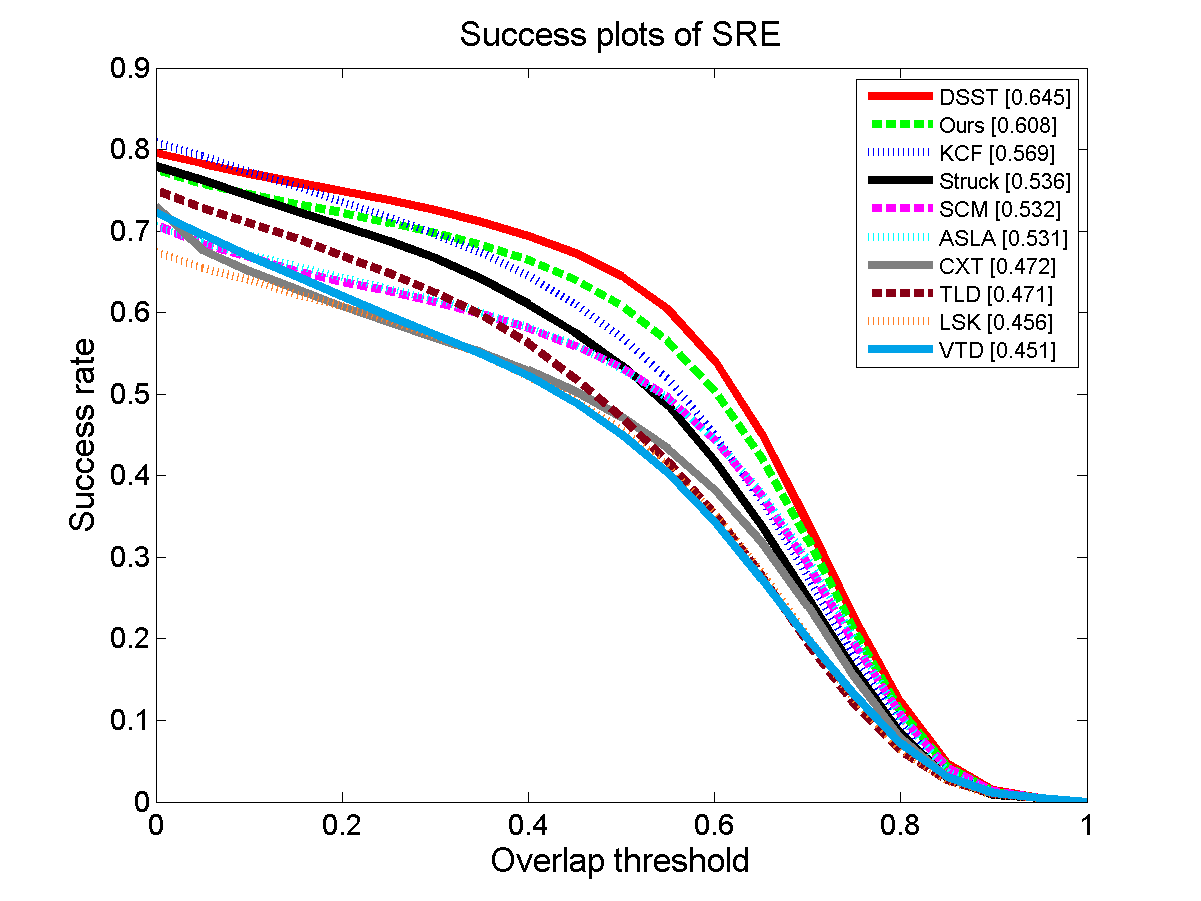 Success plots of SRE
0.9
0.8
0.7
0.6
0.5
0.4
0.3
0.2
0.1
0
Success rate
DSST [0.645]
Ours [0.608]
KCF [0.569]
Struck [0.536]
SCM [0.532]
ASLA [0.531]
CXT [0.472]
TLD [0.471]
LSK [0.456]
VTD [0.451]
0 0.2 0.4 0.6 0.8 1
Overlap threshold